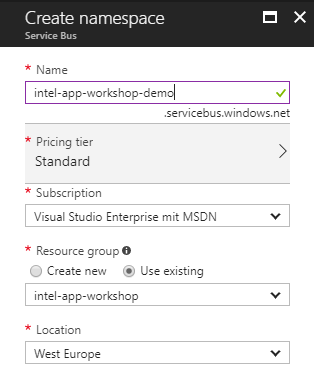 Create namespace
Service Bus
* Name
intel-app-workshop-demo
.servicebus.windows.net
* Pricing tier
Standard
* Subscription
Visual Studio Enterprise mit MSDN
* Resource group
Create new Use existing
intel-app-workshop
* Location
West Europe